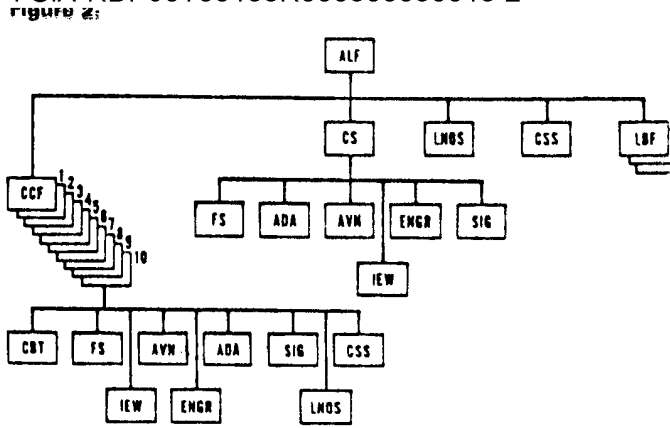 Figure 2:
ALF
CS LNOS CSS LBF
CCF 1 2 3 4 5 6 7 8 9 10
FS ADA AVN ENGR SIG
IEW
CBT FS AVN ADA SIG CSS
IEW ENGR LNOS